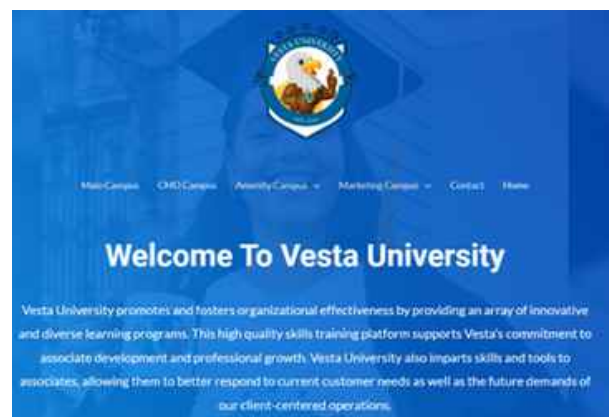 VESTA UNIVERSITY
Main Campus CMD Campus Amenity Campus Marketing Campus Contact Home
Welcome To Vesta University
Vesta University promotes and fosters organizational effectiveness by providing an array of innovative
and diverse learning programs. This high quality skills training platform supports Vesta's commitment to
associate development and professional growth. Vesta University also imparts skills and tools to
associates, allowing them to better respond to current customer needs as well as the future demands of
our client-centered operations.